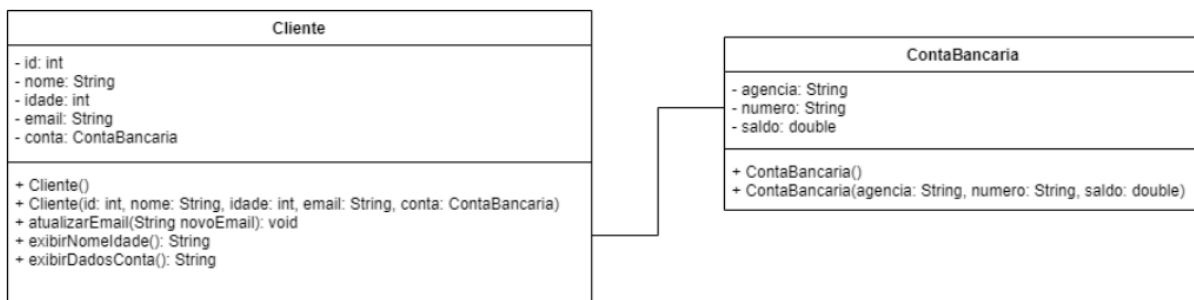 Cliente
- id: int
- nome: String
- idade: int
- email: String
- conta: ContaBancaria
+ Cliente()
+ Cliente(id: int, nome: String, idade: int, email: String, conta: ContaBancaria)
+ atualizarEmail(String novoEmail): void
+ exibirNomeIdade(): String
+ exibirDadosConta(): String
ContaBancaria
- agencia: String
- numero: String
- saldo: double
+ ContaBancaria()
+ ContaBancaria(agencia: String, numero: String, saldo: double)